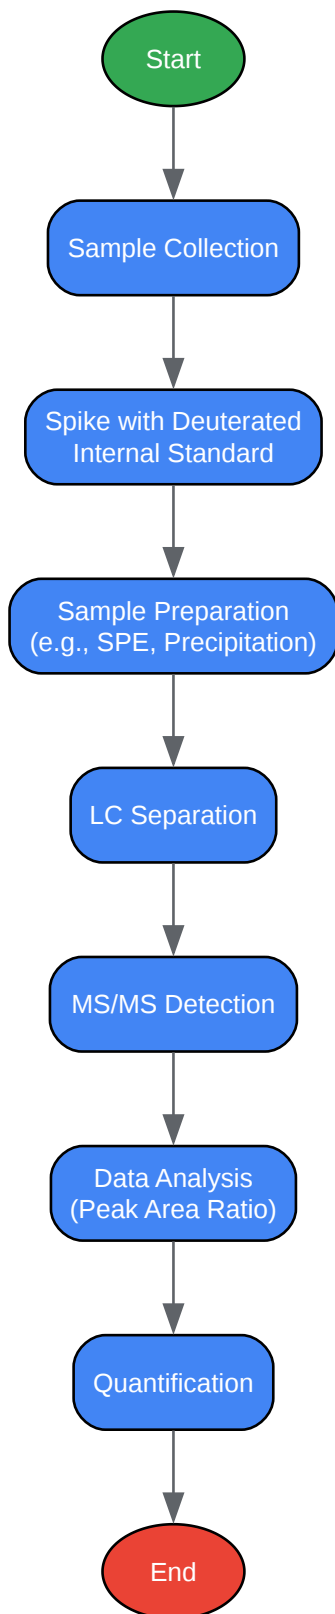 Start
Sample Collection
Spike with Deuterated
Internal Standard
Sample Preparation
(e.g., SPE, Precipitation)
LC Separation
MS/MS Detection
Data Analysis
(Peak Area Ratio)
Quantification
End